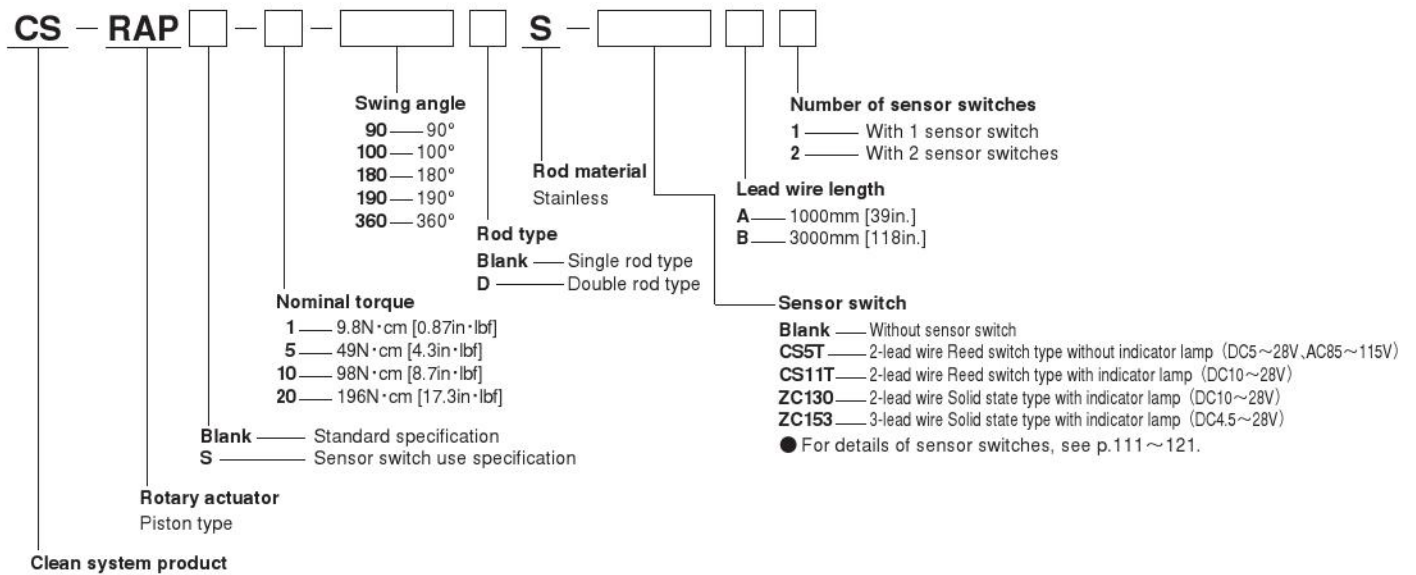 CS − RAP − − S −
Swing angle
90 90°
100 100°
180 180°
190 190°
360 360°
Number of sensor switches
1 With 1 sensor switch
2 With 2 sensor switches
Rod material
Stainless
Lead wire length
A 1000mm [39in.]
B 3000mm [118in.]
Rod type
Blank Single rod type
D Double rod type
Nominal torque
1 9.8N・cm [0.87in・lbf]
5 49N・cm [4.3in・lbf]
10 98N・cm [8.7in・lbf]
20 196N・cm [17.3in・lbf]
Sensor switch
Blank Without sensor switch
CS5T 2-lead wire Reed switch type without indicator lamp（DC5～28V、AC85～115V）
CS11T 2-lead wire Reed switch type with indicator lamp（DC10～28V）
ZC130 2-lead wire Solid state type with indicator lamp（DC10～28V）
ZC153 3-lead wire Solid state type with indicator lamp（DC4.5～28V）
● For details of sensor switches, see p.111～121.
Blank Standard specification
S Sensor switch use specification
Rotary actuator
Piston type
Clean system product